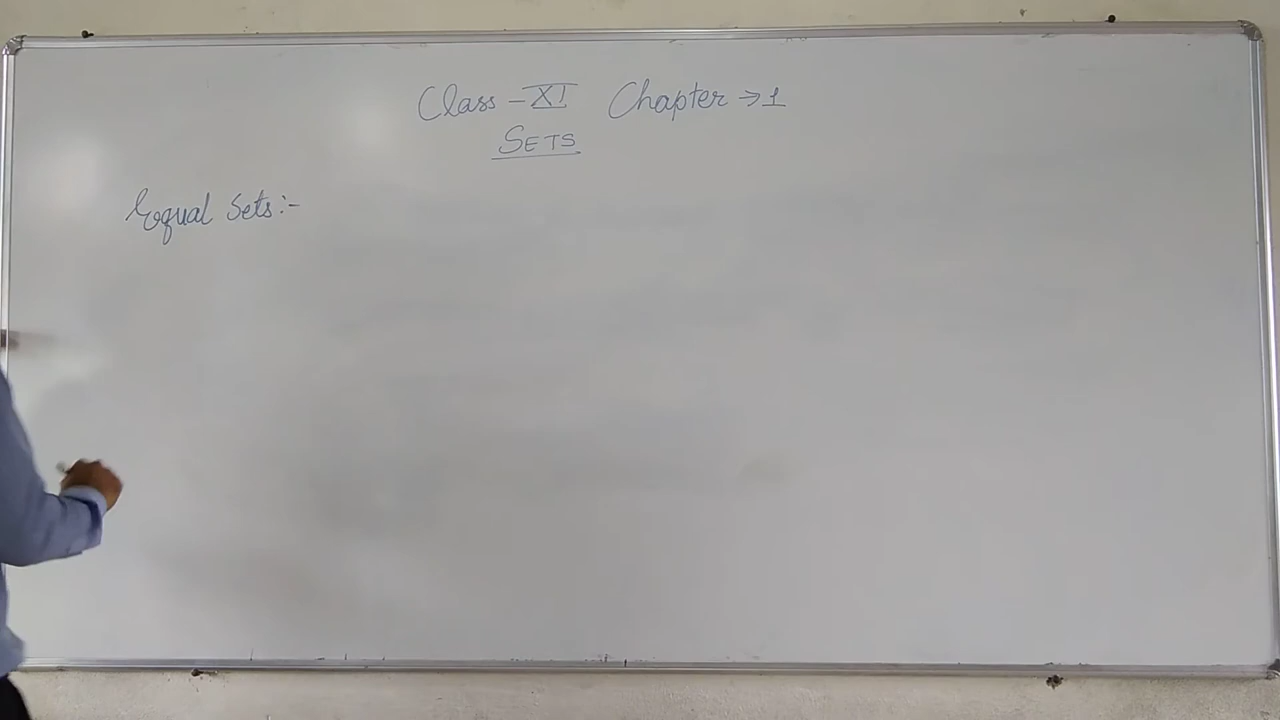 Class - XI Chapter → 1
SETS
Equal Sets :-